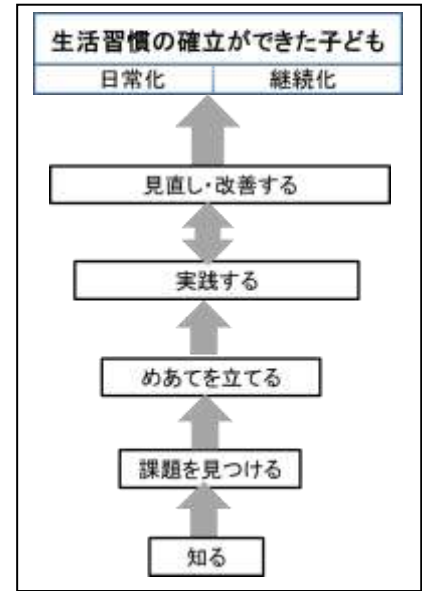 生活習慣の確立ができた子ども
日常化 継続化
見直し・改善する
実践する
めあてを立てる
課題を見つける
知る